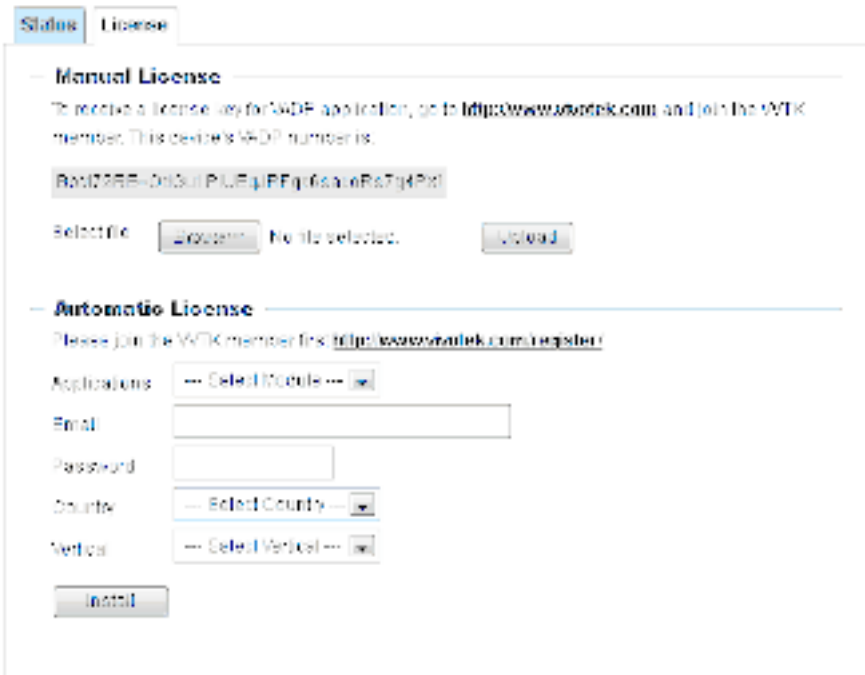 Status License
Manual License
To receive a license key for VADP application, go to http://www.vivotek.com and join the VVTK
member. This device's VADP number is:
Select file Browse... No file selected. Upload
Automatic License
Please join the VVTK member first http://www.vivotek.com/register/
Applications --- Select Module ---
Email
Password
Country --- Select Country ---
Vertical --- Select Vertical ---
Install